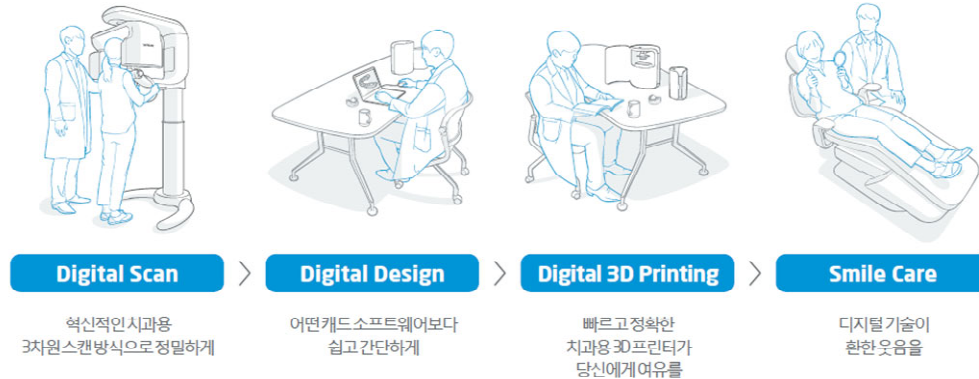 Digital Scan
혁신적인 치과용
3차원 스캔 방식으로 정밀하게
Digital Design
어떤 캐드 소프트웨어보다
쉽고 간단하게
Digital 3D Printing
빠르고 정확한
치과용 3D 프린터가
당신에게 여유를
Smile Care
디지털 기술이
환한 웃음을